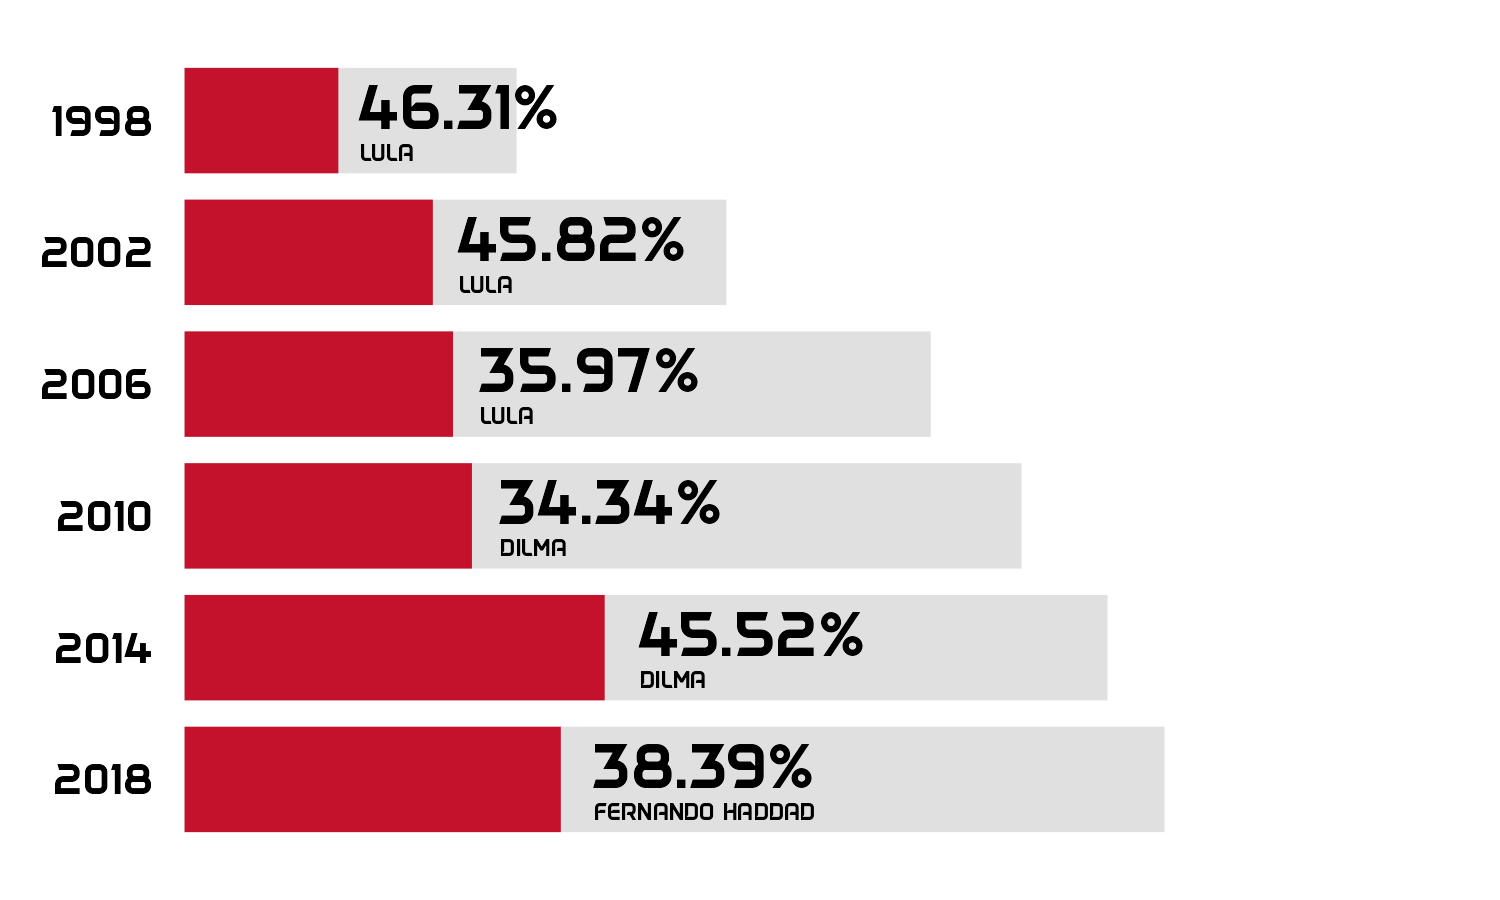 1998
46.31%
LULA
2002
45.82%
LULA
2006
35.97%
LULA
2010
34.34%
DILMA
2014
45.52%
DILMA
2018
38.39%
FERNANDO HADDAD